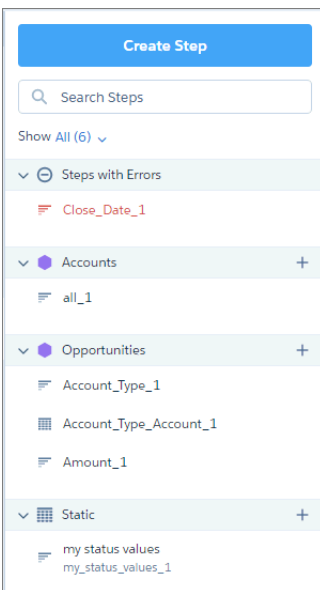 Create Step
Search Steps
Show All (6)
Steps with Errors
Close_Date_1
Accounts
all_1
Opportunities
Account_Type_1
Account_Type_Account_1
Amount_1
Static
my status values
my_status_values_1